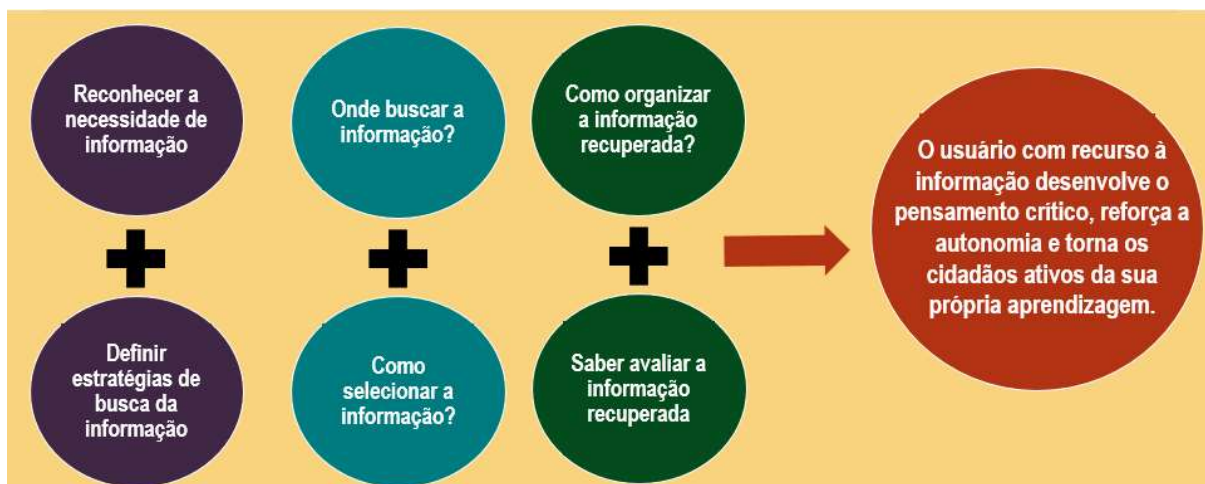 Reconhecer a
necessidade de
informação
Definir
estratégias de
busca da
informação
Onde buscar a
informação?
Como
selecionar a
informação?
Como organizar
a informação
recuperada?
Saber avaliar a
informação
recuperada
O usuário com recurso à
informação desenvolve o
pensamento crítico, reforça a
autonomia e torna os
cidadãos ativos da sua
própria aprendizagem.